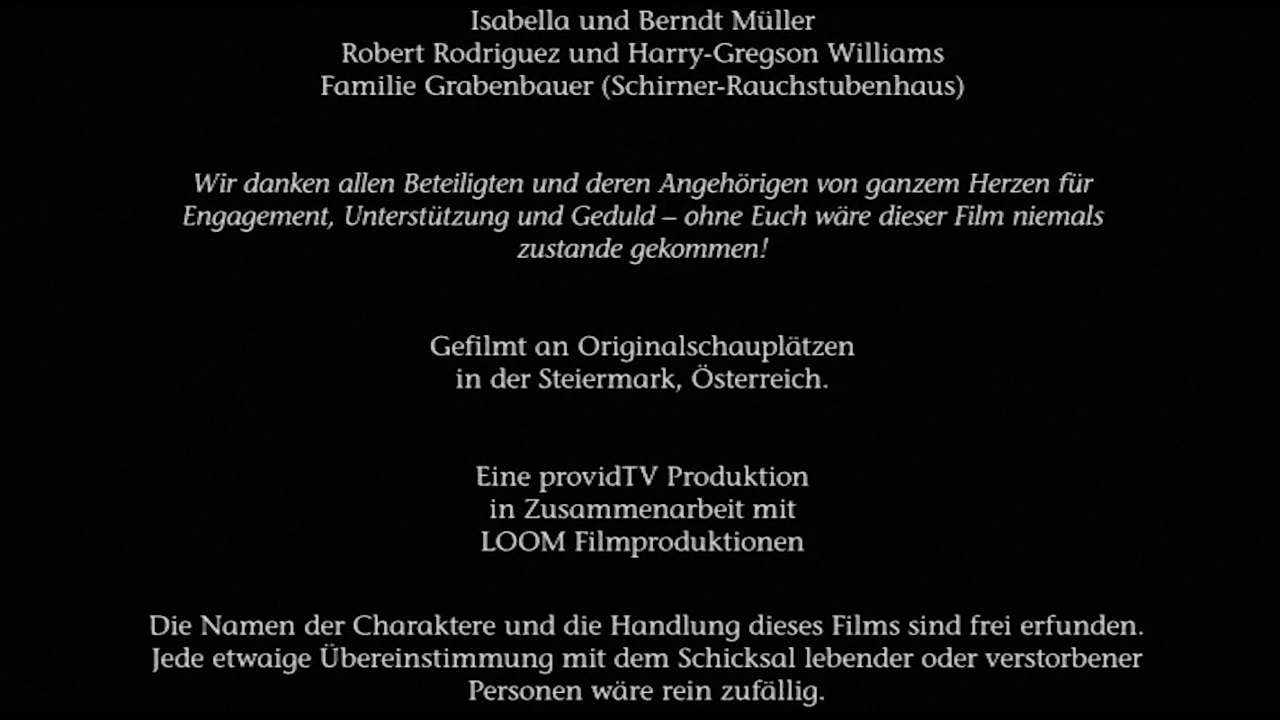 Isabella und Berndt Müller
Robert Rodriguez und Harry-Gregson Williams
Familie Grabenbauer (Schirner-Rauchstubenhaus)
Wir danken allen Beteiligten und deren Angehörigen von ganzem Herzen für
Engagement, Unterstützung und Geduld – ohne Euch wäre dieser Film niemals
zustande gekommen!
Gefilmt an Originalschauplätzen
in der Steiermark, Österreich.
Eine providTV Produktion
in Zusammenarbeit mit
LOOM Filmproduktionen
Die Namen der Charaktere und die Handlung dieses Films sind frei erfunden.
Jede etwaige Übereinstimmung mit dem Schicksal lebender oder verstorbener
Personen wäre rein zufällig.